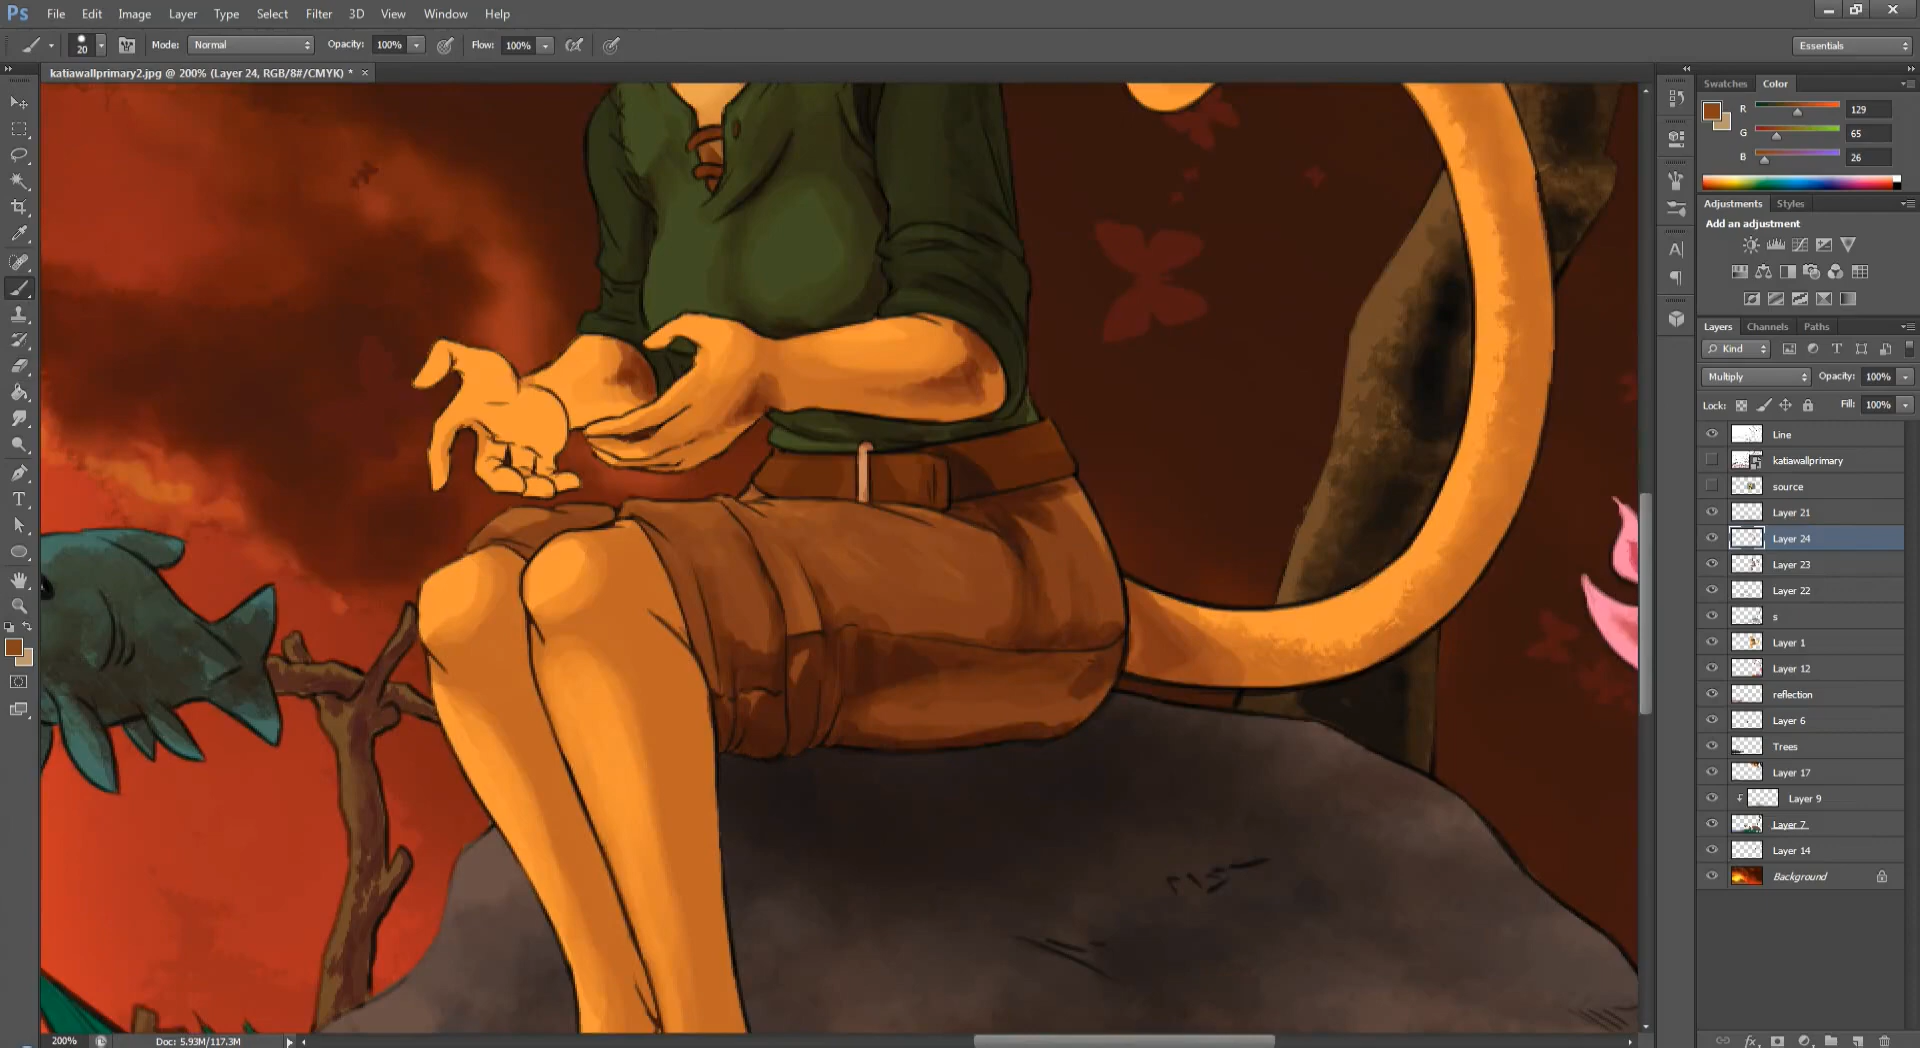 Ps File Edit Image Layer Type Select Filter 3D View Window Help
20 Mode: Normal Opacity: 100% Flow: 100% Essentials
katiawallprimary2.jpg @ 200% (Layer 24, RGB/8#/CMYK) * ×
Swatches Color
R 129
G 65
B 26
Adjustments Styles
Add an adjustment
Layers Channels Paths
Kind
Multiply Opacity: 100%
Lock: Fill: 100%
Line
katiawallprimary
source
Layer 21
Layer 24
Layer 23
Layer 22
s
Layer 1
Layer 12
reflection
Layer 6
Trees
Layer 17
Layer 9
Layer 7
Layer 14
Background
200% Doc: 5.93M/117.3M